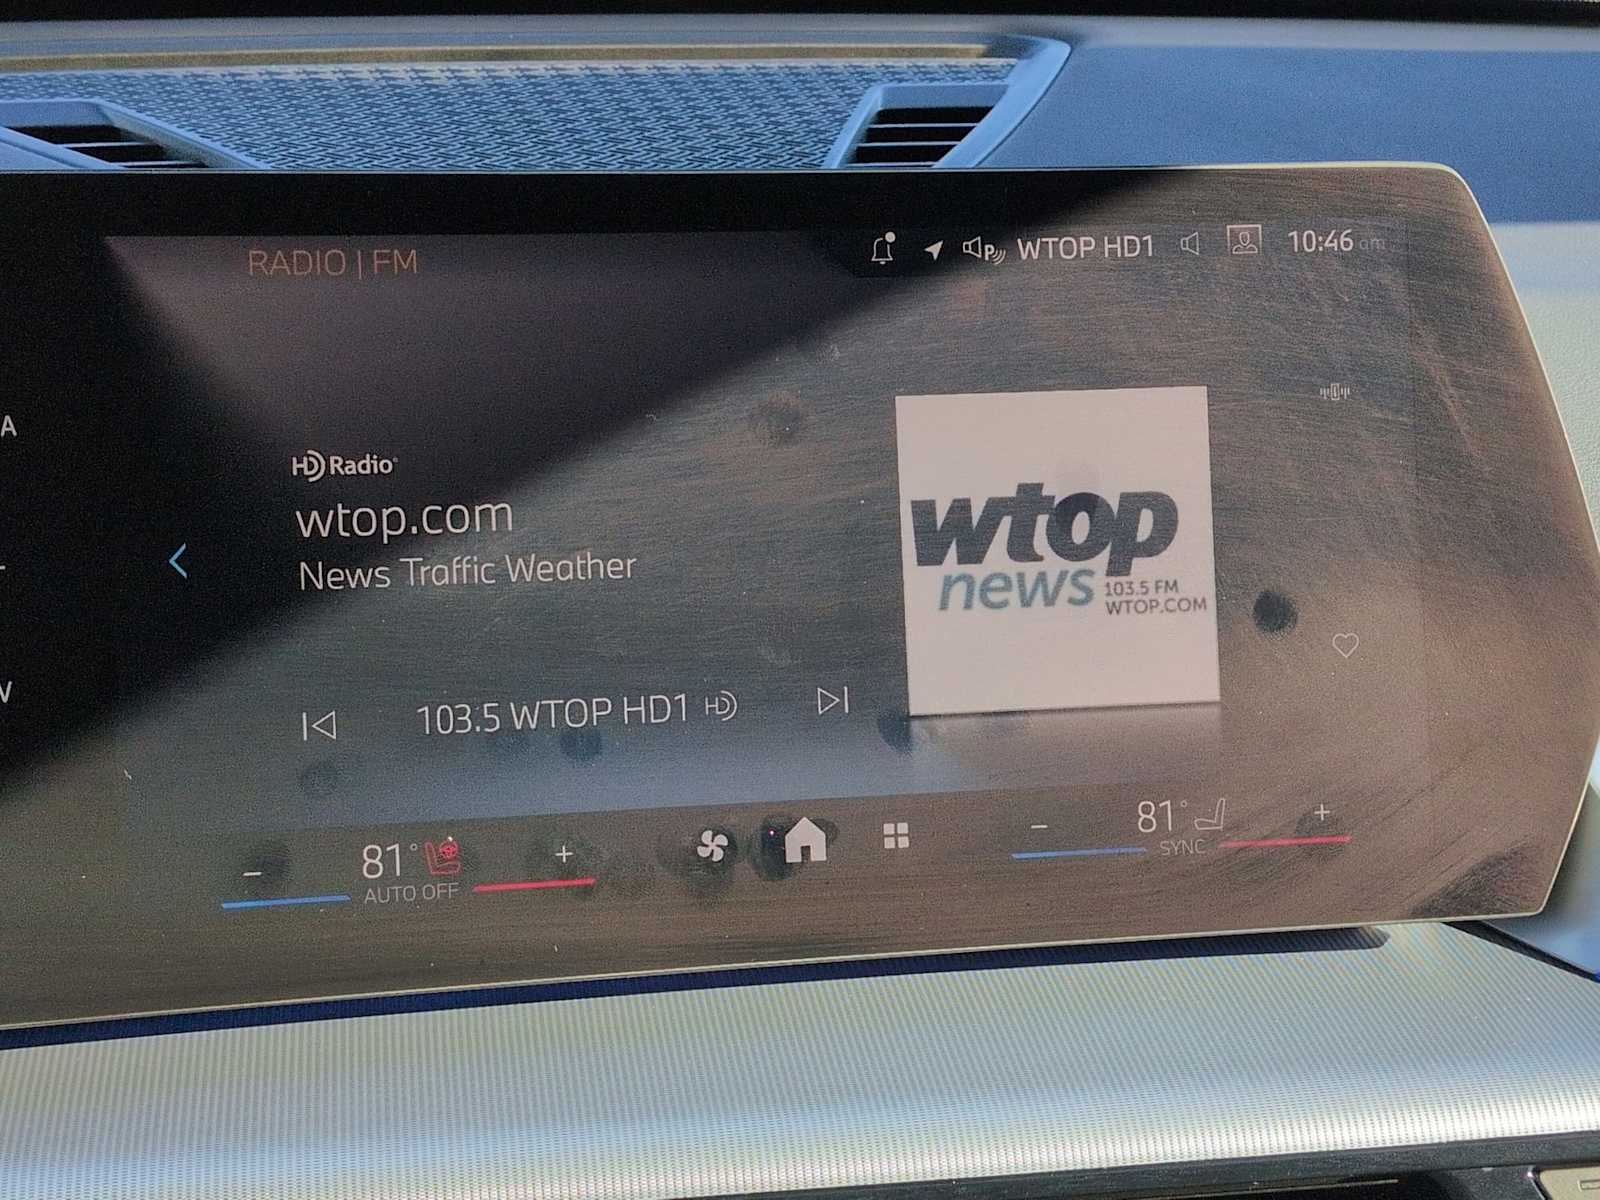 RADIO | FM
WTOP HD1
10:46 am
A
HD Radio
wtop.com
News Traffic Weather
wtop
news
103.5 FM
WTOP.COM
103.5 WTOP HD1 HD
81°
AUTO OFF
81°
SYNC